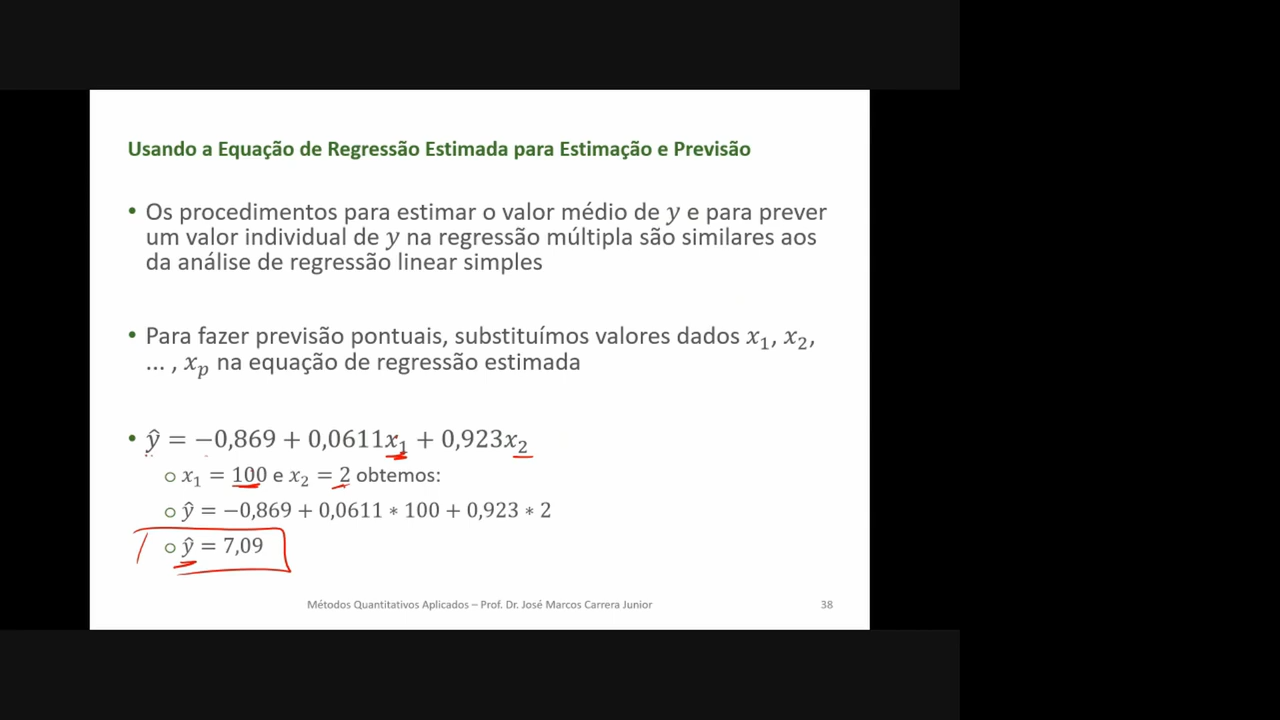 Usando a Equação de Regressão Estimada para Estimação e Previsão
• Os procedimentos para estimar o valor médio de y e para prever
um valor individual de y na regressão múltipla são similares aos
da análise de regressão linear simples
• Para fazer previsão pontuais, substituímos valores dados x₁, x₂,
... , xₚ na equação de regressão estimada
• ŷ = −0,869 + 0,0611x₁ + 0,923x₂
○ x₁ = 100 e x₂ = 2 obtemos:
○ ŷ = −0,869 + 0,0611 ∗ 100 + 0,923 ∗ 2
○ ŷ = 7,09
Métodos Quantitativos Aplicados – Prof. Dr. José Marcos Carrera Junior 38